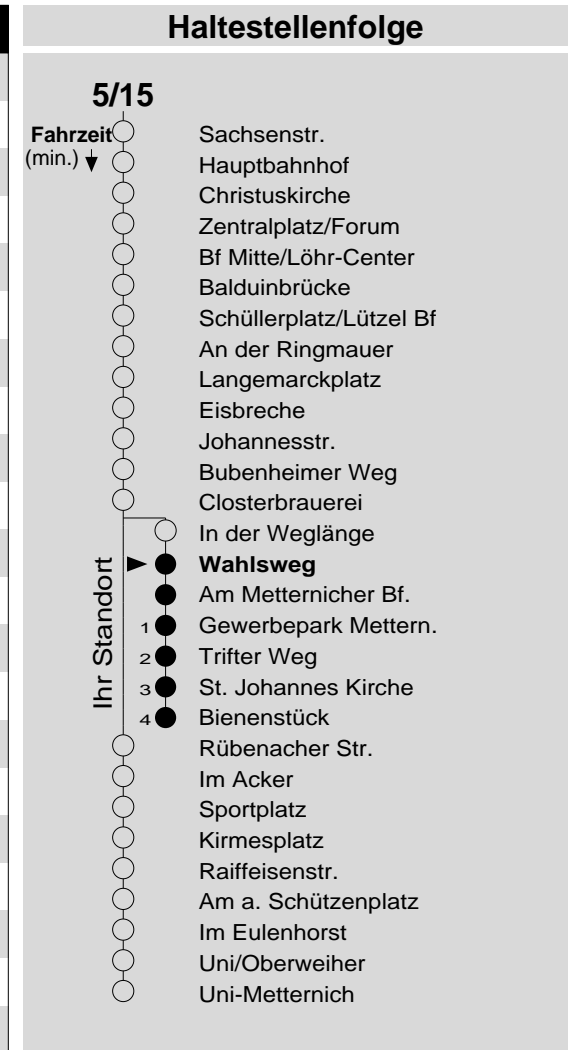 Haltestellenfolge
5/15
Fahrzeit
(min.)
Sachsenstr.
Hauptbahnhof
Christuskirche
Zentralplatz/Forum
Bf Mitte/Löhr-Center
Balduinbrücke
Schüllerplatz/Lützel Bf
An der Ringmauer
Langemarckplatz
Eisbreche
Johannesstr.
Bubenheimer Weg
Closterbrauerei
In der Weglänge
Ihr Standort
Wahlsweg
Am Metternicher Bf.
1 Gewerbepark Mettern.
2 Trifter Weg
3 St. Johannes Kirche
4 Bienenstück
Rübenacher Str.
Im Acker
Sportplatz
Kirmesplatz
Raiffeisenstr.
Am a. Schützenplatz
Im Eulenhorst
Uni/Oberweiher
Uni-Metternich